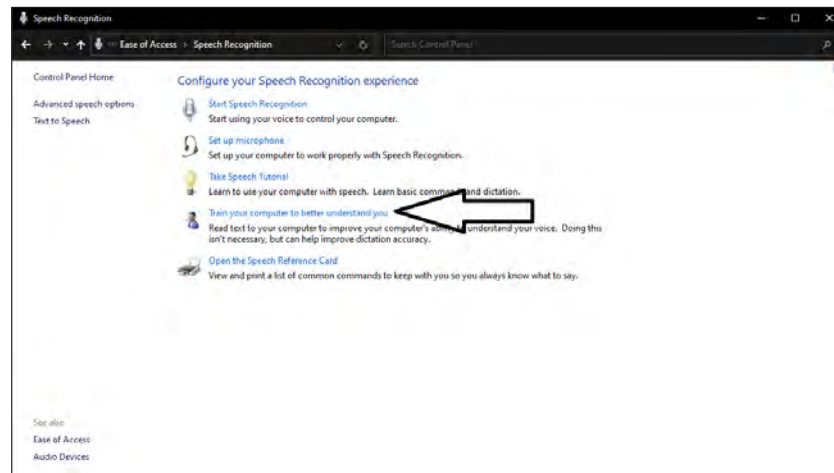 Speech Recognition
Ease of Access › Speech Recognition
Search Control Panel
Control Panel Home
Advanced speech options
Text to Speech
Configure your Speech Recognition experience
Start Speech Recognition
Start using your voice to control your computer.
Set up microphone
Set up your computer to work properly with Speech Recognition.
Take Speech Tutorial
Learn to use your computer with speech. Learn basic and dictation.
Train your computer to better understand you
Read text to your computer to improve your computer's to understand your voice. Doing this
isn't necessary, but can help improve dictation accuracy.
Open the Speech Reference Card
View and print a list of common commands to keep with you so you always know what to say.
See also
Ease of Access
Audio Devices